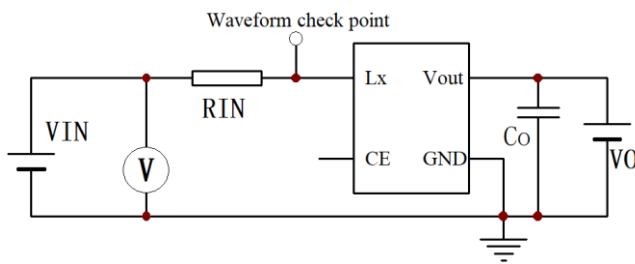 Waveform check point
Lx
Vout
VIN
RIN
V
CE
GND
CO
VO